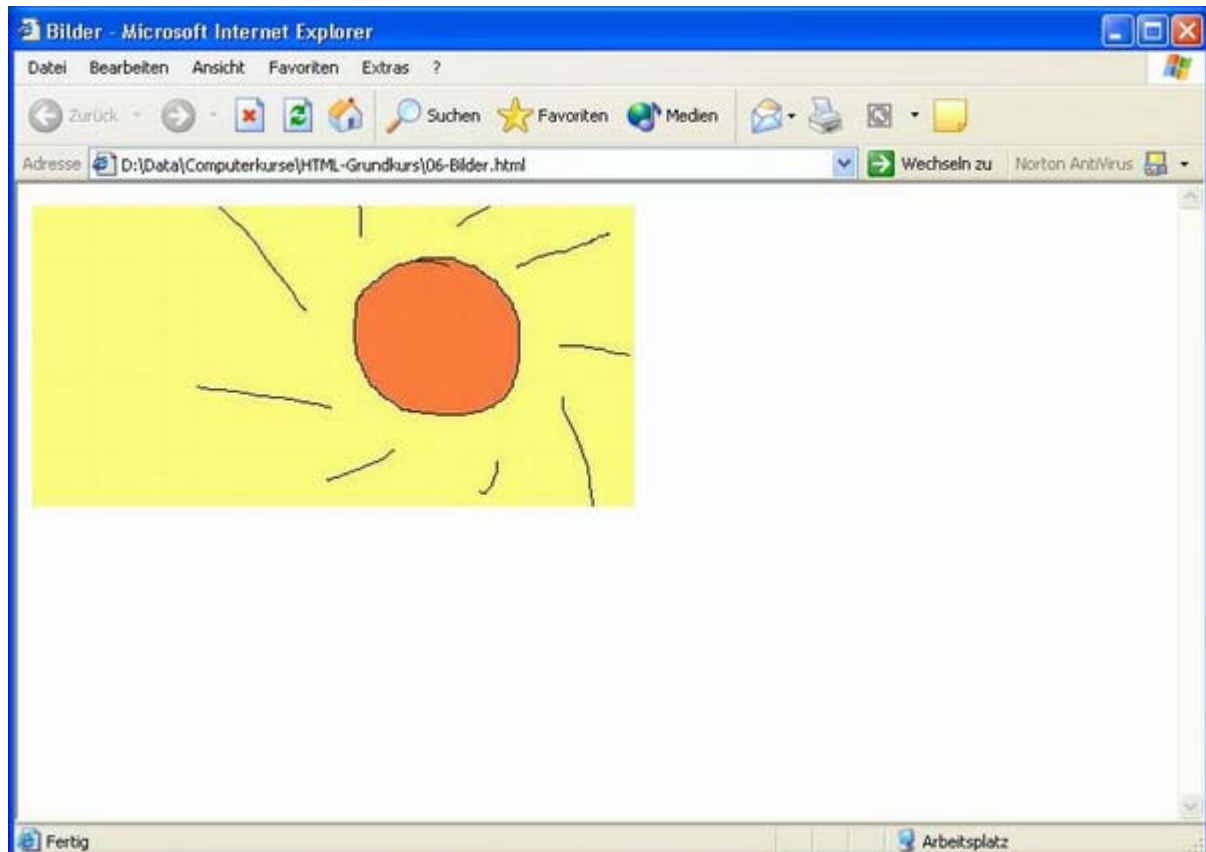 Bilder - Microsoft Internet Explorer
Datei Bearbeiten Ansicht Favoriten Extras ?
Zurück Suchen Favoriten Medien
Adresse D:\Data\Computerkurse\HTML-Grundkurs\06-Bilder.html Wechseln zu Norton AntiVirus
Fertig Arbeitsplatz